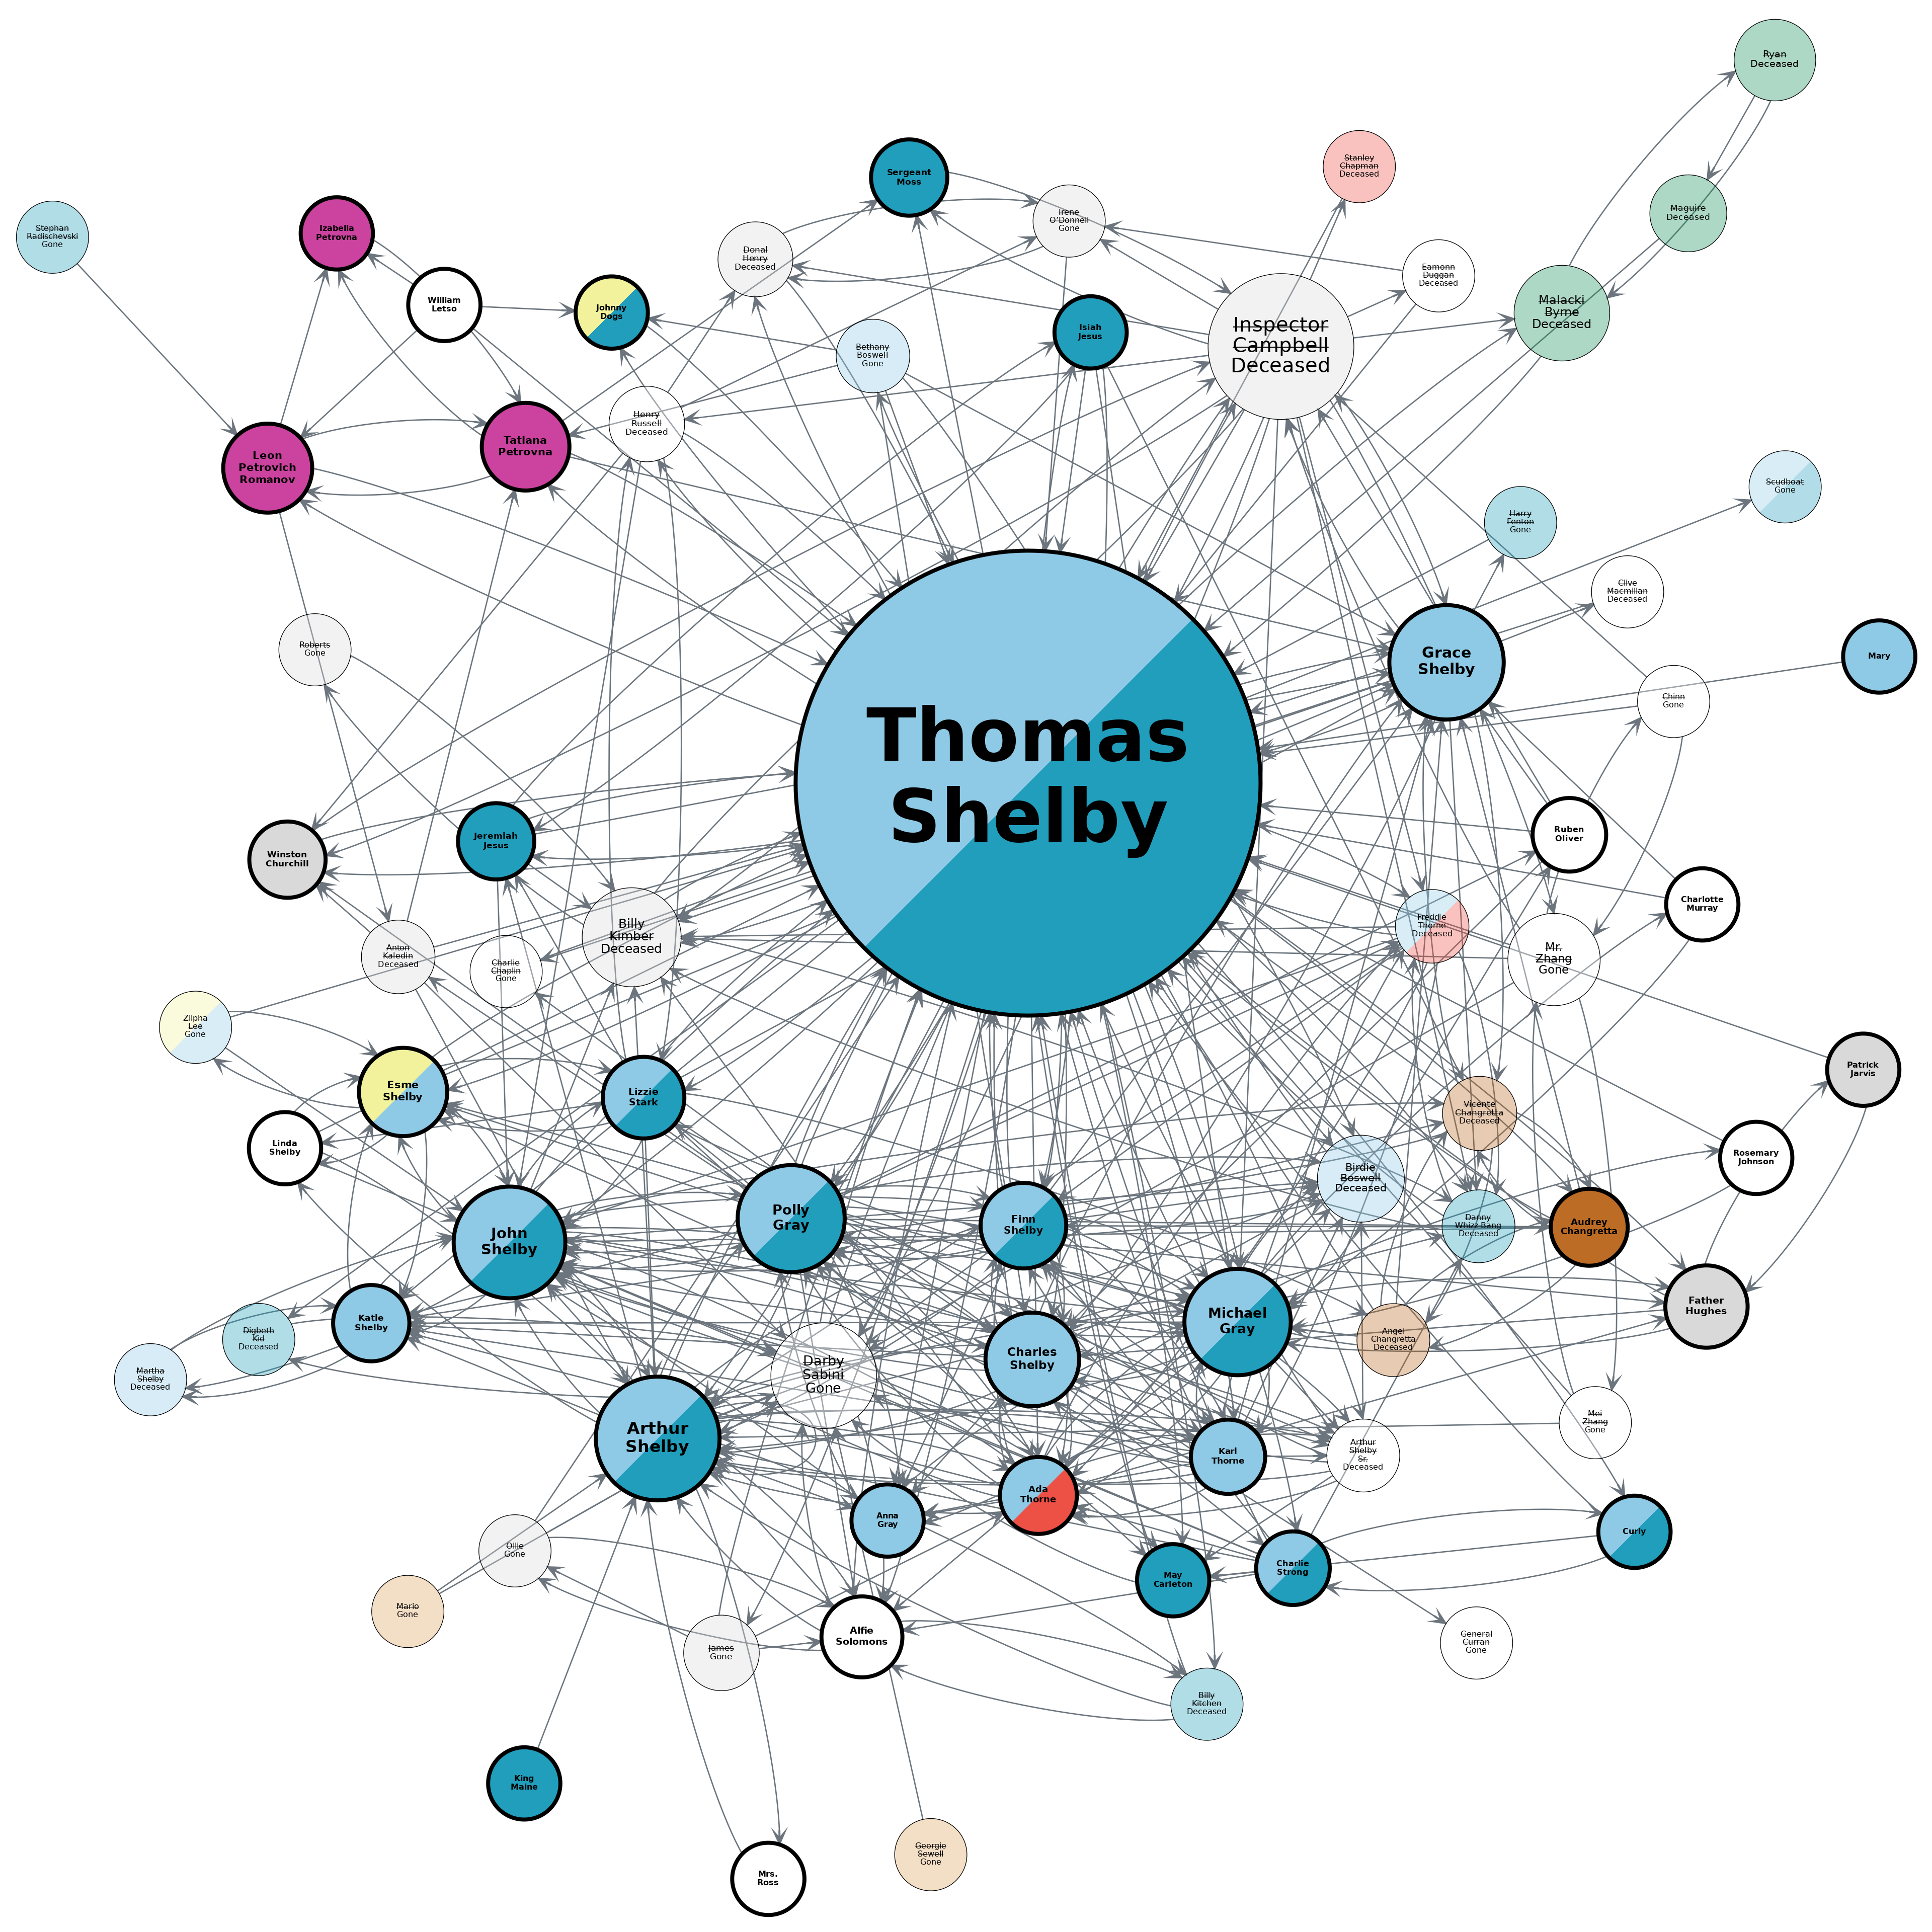 Ryan
Deceased
Stanley
Chapman
Deceased
Sergeant
Moss
Maguire
Deceased
Irene
O'Donnell
Gone
Izabella
Petrovna
Stephan
Radischevski
Gone
Donal
Henry
Deceased
Eamonn
Duggan
Deceased
William
Letso
Johnny
Dogs
Malacki
Byrne
Deceased
Isiah
Jesus
Inspector
Campbell
Deceased
Bethany
Boswell
Gone
Henry
Russell
Deceased
Tatiana
Petrovna
Leon
Petrovich
Romanov
Scudboat
Gone
Harry
Fenton
Gone
Clive
Macmillan
Deceased
Roberts
Gone
Grace
Shelby
Mary
Chinn
Gone
Thomas
Shelby
Ruben
Oliver
Jeremiah
Jesus
Winston
Churchill
Charlotte
Murray
Freddie
Thorne
Deceased
Billy
Kimber
Deceased
Mr.
Zhang
Gone
Anton
Kaledin
Deceased
Charlie
Chaplin
Gone
Zilpha
Lee
Gone
Patrick
Jarvis
Esme
Shelby
Lizzie
Stark
Vicente
Changretta
Deceased
Linda
Shelby
Rosemary
Johnson
Birdie
Boswell
Deceased
Polly
Gray
Finn
Shelby
Danny
Whizz-Bang
Deceased
Audrey
Changretta
John
Shelby
Father
Hughes
Katie
Shelby
Michael
Gray
Digbeth
Kid
Deceased
Angel
Changretta
Deceased
Charles
Shelby
Martha
Shelby
Deceased
Darby
Sabini
Gone
Mei
Zhang
Gone
Arthur
Shelby
Karl
Thorne
Arthur
Shelby
Sr.
Deceased
Ada
Thorne
Anna
Gray
Curly
Ollie
Gone
Charlie
Strong
May
Carleton
Mario
Gone
Alfie
Solomons
General
Curran
Gone
James
Gone
Billy
Kitchen
Deceased
King
Maine
Georgie
Sewell
Gone
Mrs.
Ross